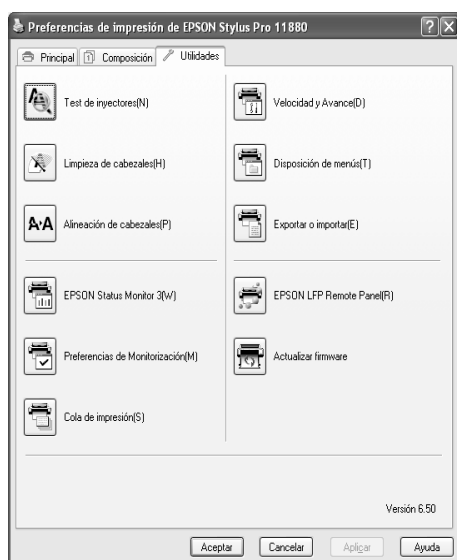 Preferencias de impresión de EPSON Stylus Pro 11880
Principal
Composición
Utilidades
Test de inyectores(N)
Limpieza de cabezales(H)
Alineación de cabezales(P)
Velocidad y Avance(D)
Disposición de menús(T)
Exportar o importar(E)
EPSON Status Monitor 3(W)
Preferencias de Monitorización(M)
Cola de impresión(S)
EPSON LFP Remote Panel(R)
Actualizar firmware
Versión 6.50
Aceptar
Cancelar
Aplicar
Ayuda